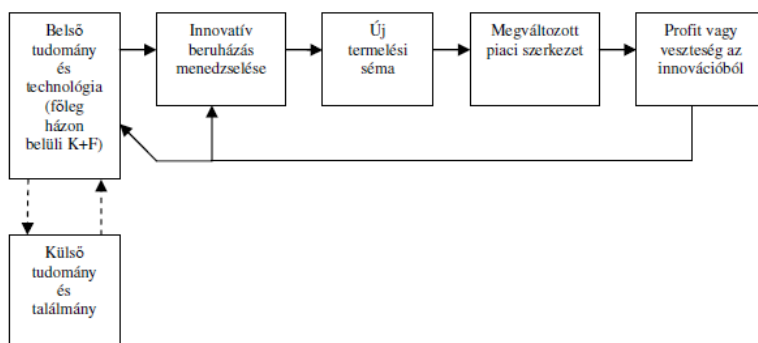 Belső
tudomány
és
technológia
(főleg
házon
belüli K+F)
Innovatív
beruházás
menedzselése
Új
termelési
séma
Megváltozott
piaci szerkezet
Profit vagy
veszteség az
innovációból
Külső
tudomány
és
találmány